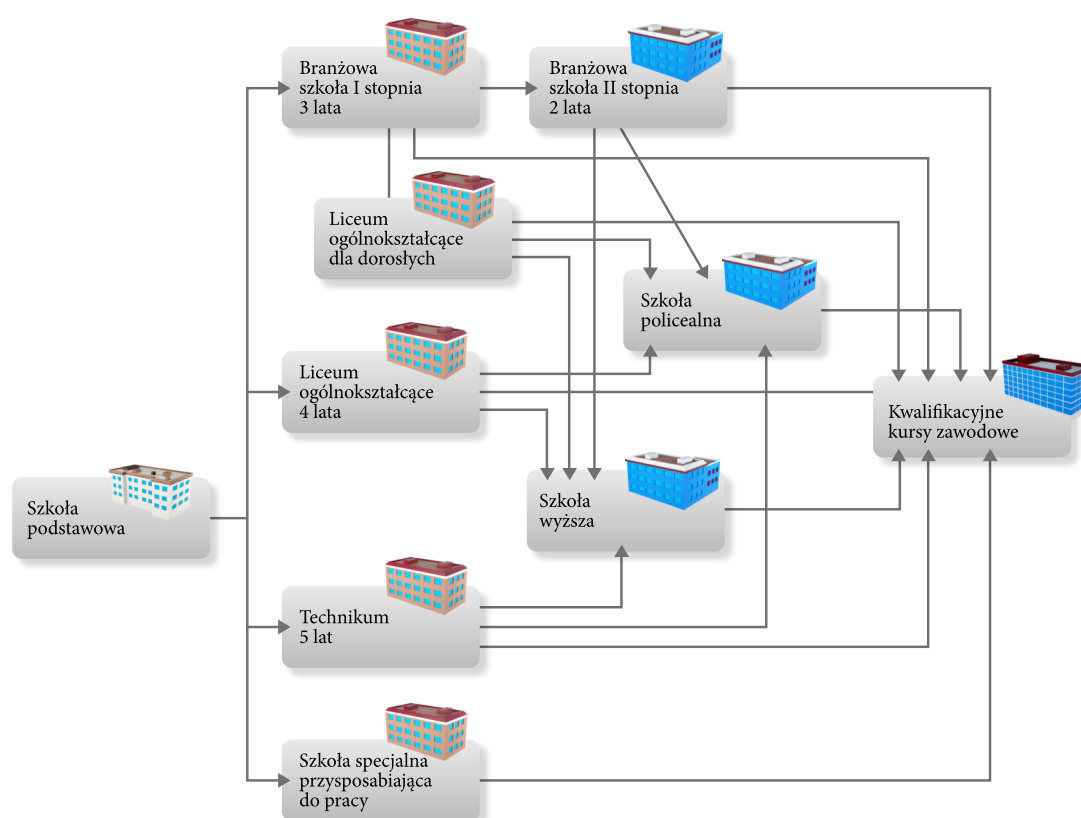 Branżowa
szkoła I stopnia
3 lata
Branżowa
szkoła II stopnia
2 lata
Liceum
ogólnokształcące
dla dorosłych
Szkoła
policealna
Liceum
ogólnokształcące
4 lata
Kwalifikacyjne
kursy zawodowe
Szkoła
podstawowa
Szkoła
wyższa
Technikum
5 lat
Szkoła specjalna
przysposabiająca
do pracy